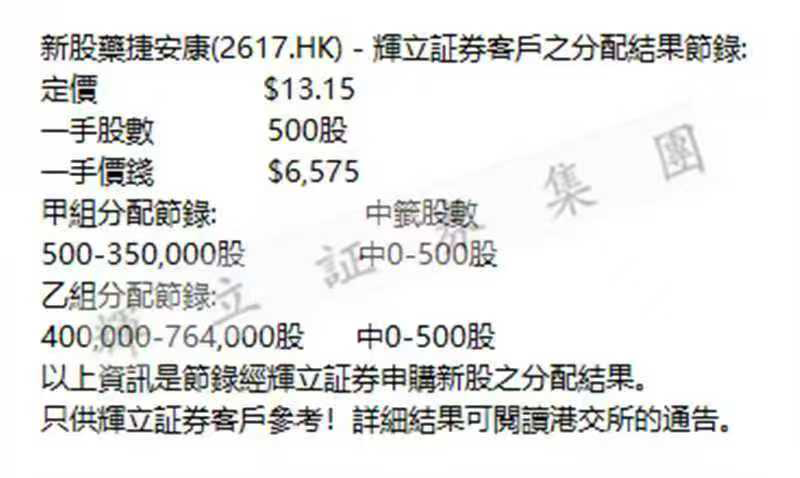 新股藥捷安康(2617.HK) - 輝立証券客戶之分配結果節錄:
定價 $13.15
一手股數 500股
一手價錢 $6,575
甲組分配節錄: 中籤股數
500-350,000股 中0-500股
乙組分配節錄:
400,000-764,000股 中0-500股
以上資訊是節錄經輝立証券申購新股之分配結果。
只供輝立証券客戶參考！詳細結果可閱讀港交所的通告。
輝立証券集團